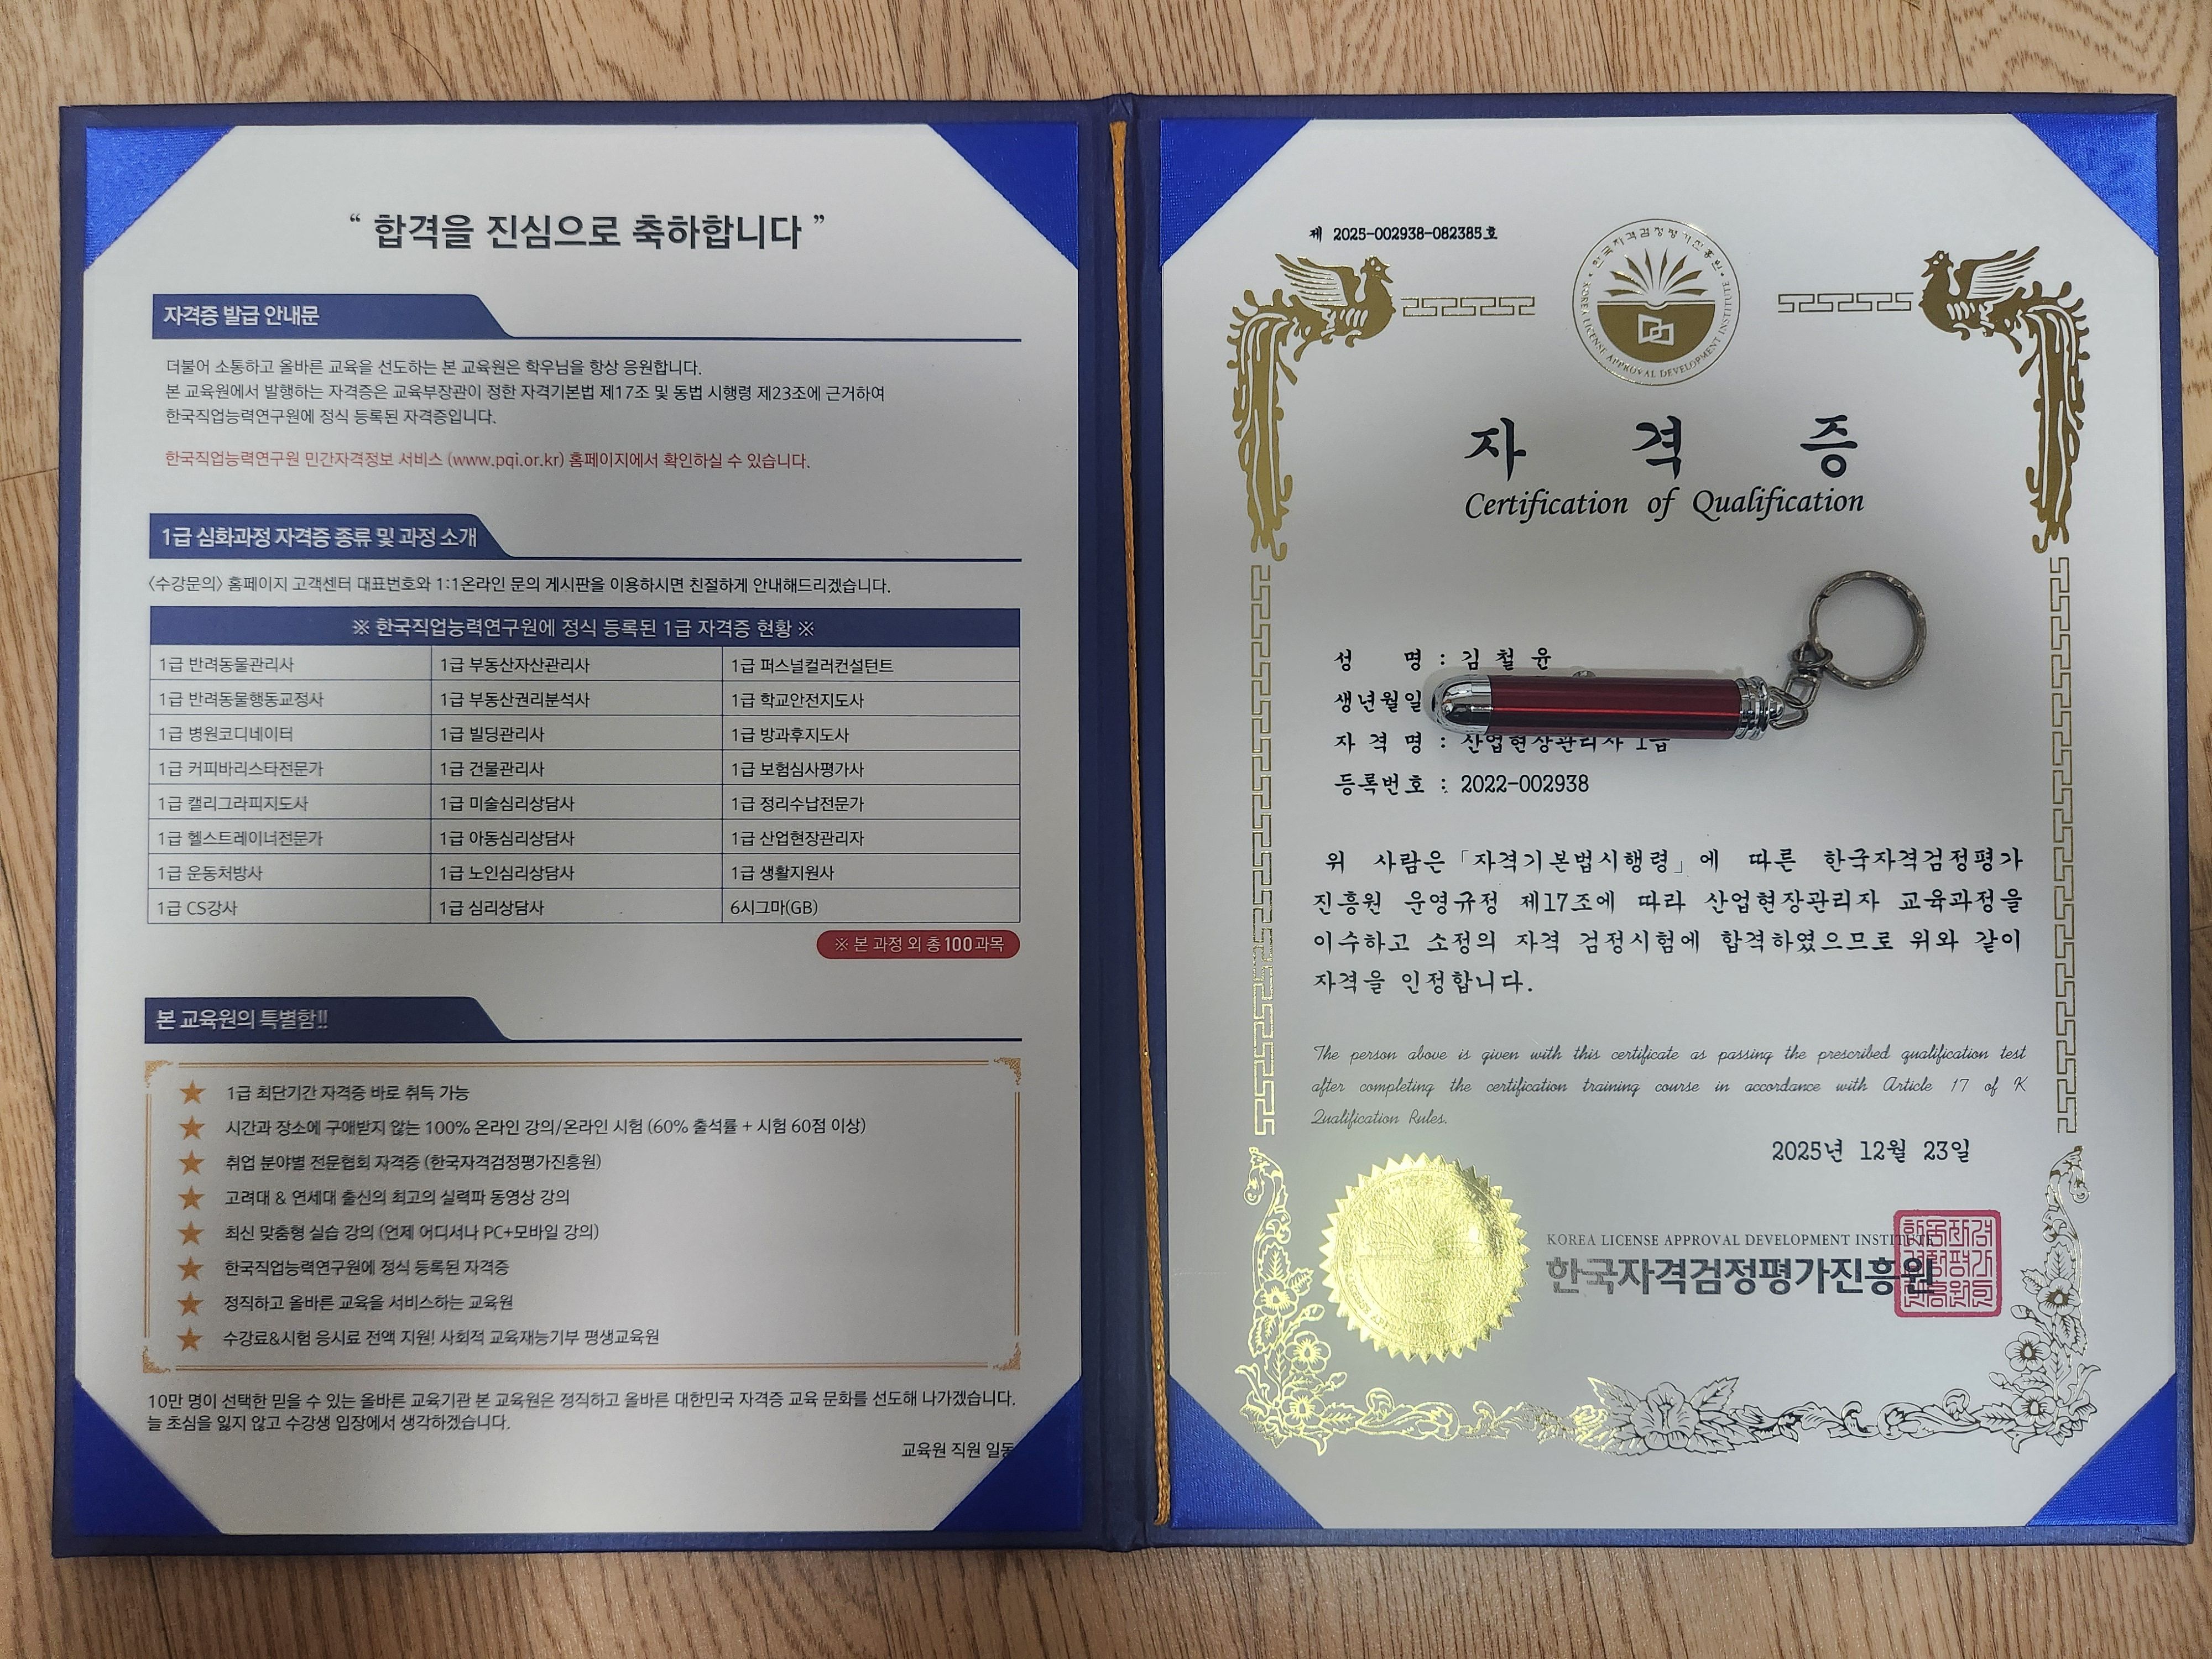 “ 합격을 진심으로 축하합니다 ”
자격증 발급 안내문
더불어 소통하고 올바른 교육을 선도하는 본 교육원은 학우님을 항상 응원합니다.
본 교육원에서 발행하는 자격증은 교육부장관이 정한 자격기본법 제17조 및 동법 시행령 제23조에 근거하여
한국직업능력연구원에 정식 등록된 자격증입니다.
한국직업능력연구원 민간자격정보 서비스 (www.pqi.or.kr) 홈페이지에서 확인하실 수 있습니다.
1급 심화과정 자격증 종류 및 과정 소개
<수강문의> 홈페이지 고객센터 대표번호와 1:1온라인 문의 게시판을 이용하시면 친절하게 안내해드리겠습니다.
※ 한국직업능력연구원에 정식 등록된 1급 자격증 현황 ※
1급 반려동물관리사 1급 부동산자산관리사 1급 퍼스널컬러컨설턴트
1급 반려동물행동교정사 1급 부동산권리분석사 1급 학교안전지도사
1급 병원코디네이터 1급 빌딩관리사 1급 방과후지도사
1급 커피바리스타전문가 1급 건물관리사 1급 보험심사평가사
1급 캘리그라피지도사 1급 미술심리상담사 1급 정리수납전문가
1급 헬스트레이너전문가 1급 아동심리상담사 1급 산업현장관리자
1급 운동처방사 1급 노인심리상담사 1급 생활지원사
1급 CS강사 1급 심리상담사 6시그마(GB)
※ 본 과정 외 총 100과목
본 교육원의 특별함!!
★ 1급 최단기간 자격증 바로 취득 가능
★ 시간과 장소에 구애받지 않는 100% 온라인 강의/온라인 시험 (60% 출석률 + 시험 60점 이상)
★ 취업 분야별 전문협회 자격증 (한국자격검정평가진흥원)
★ 고려대 & 연세대 출신의 최고의 실력파 동영상 강의
★ 최신 맞춤형 실습 강의 (언제 어디서나 PC+모바일 강의)
★ 한국직업능력연구원에 정식 등록된 자격증
★ 정직하고 올바른 교육을 서비스하는 교육원
★ 수강료&시험 응시료 전액 지원! 사회적 교육재능기부 평생교육원
10만 명이 선택한 믿을 수 있는 올바른 교육기관 본 교육원은 정직하고 올바른 대한민국 자격증 교육 문화를 선도해 나가겠습니다.
늘 초심을 잃지 않고 수강생 입장에서 생각하겠습니다.
교육원 직원 일동
제 2025-002938-082385호
한국자격검정평가진흥원
KOREA LICENSE APPROVAL DEVELOPMENT INSTITUTE
자 격 증
Certification of Qualification
성 명 : 김 철 윤
생년월일
자 격 명 : 산업현장관리자 1급
등록번호 : 2022-002938
위 사람은 「자격기본법시행령」에 따른 한국자격검정평가
진흥원 운영규정 제17조에 따라 산업현장관리자 교육과정을
이수하고 소정의 자격 검정시험에 합격하였으므로 위와 같이
자격을 인정합니다.
The person above is given with this certificate as passing the prescribed qualification test
after completing the certification training course in accordance with Article 17 of K
Qualification Rules.
2025년 12월 23일
KOREA LICENSE APPROVAL DEVELOPMENT INSTITUTE
한국자격검정평가진흥원